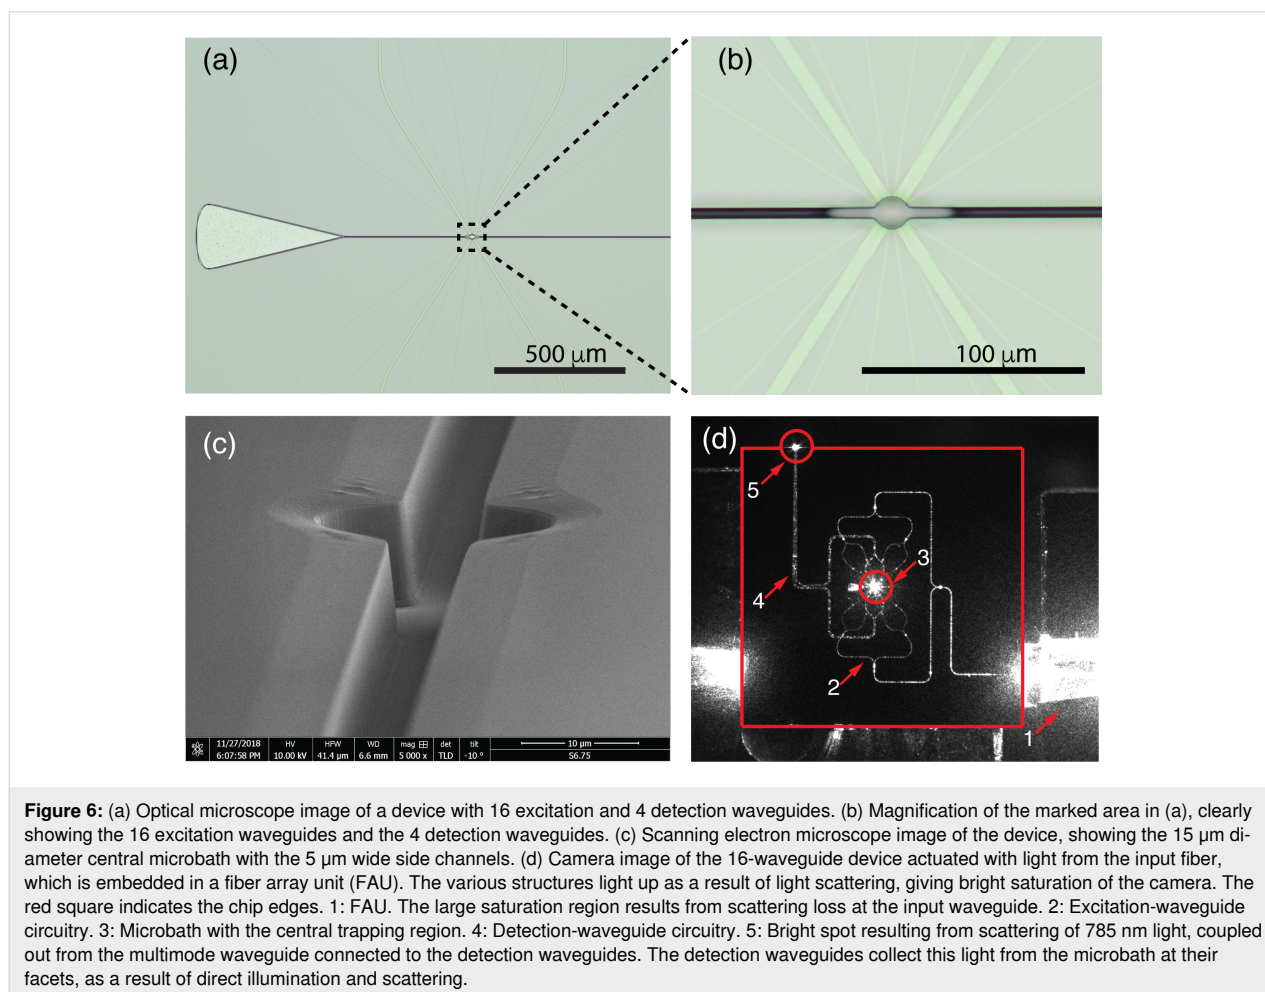 (a)
(b)
500 μm
100 μm
(c)
(d)
5
3
4
2
1
11/27/2018 HV HFW WD mag ⊞ det tilt 10 μm
6:07:58 PM 10.00 kV 41.4 μm 6.6 mm 5 000 x TLD -10 ° S6.75
Figure 6: (a) Optical microscope image of a device with 16 excitation and 4 detection waveguides. (b) Magnification of the marked area in (a), clearly
showing the 16 excitation waveguides and the 4 detection waveguides. (c) Scanning electron microscope image of the device, showing the 15 μm di-
ameter central microbath with the 5 μm wide side channels. (d) Camera image of the 16-waveguide device actuated with light from the input fiber,
which is embedded in a fiber array unit (FAU). The various structures light up as a result of light scattering, giving bright saturation of the camera. The
red square indicates the chip edges. 1: FAU. The large saturation region results from scattering loss at the input waveguide. 2: Excitation-waveguide
circuitry. 3: Microbath with the central trapping region. 4: Detection-waveguide circuitry. 5: Bright spot resulting from scattering of 785 nm light, coupled
out from the multimode waveguide connected to the detection waveguides. The detection waveguides collect this light from the microbath at their
facets, as a result of direct illumination and scattering.